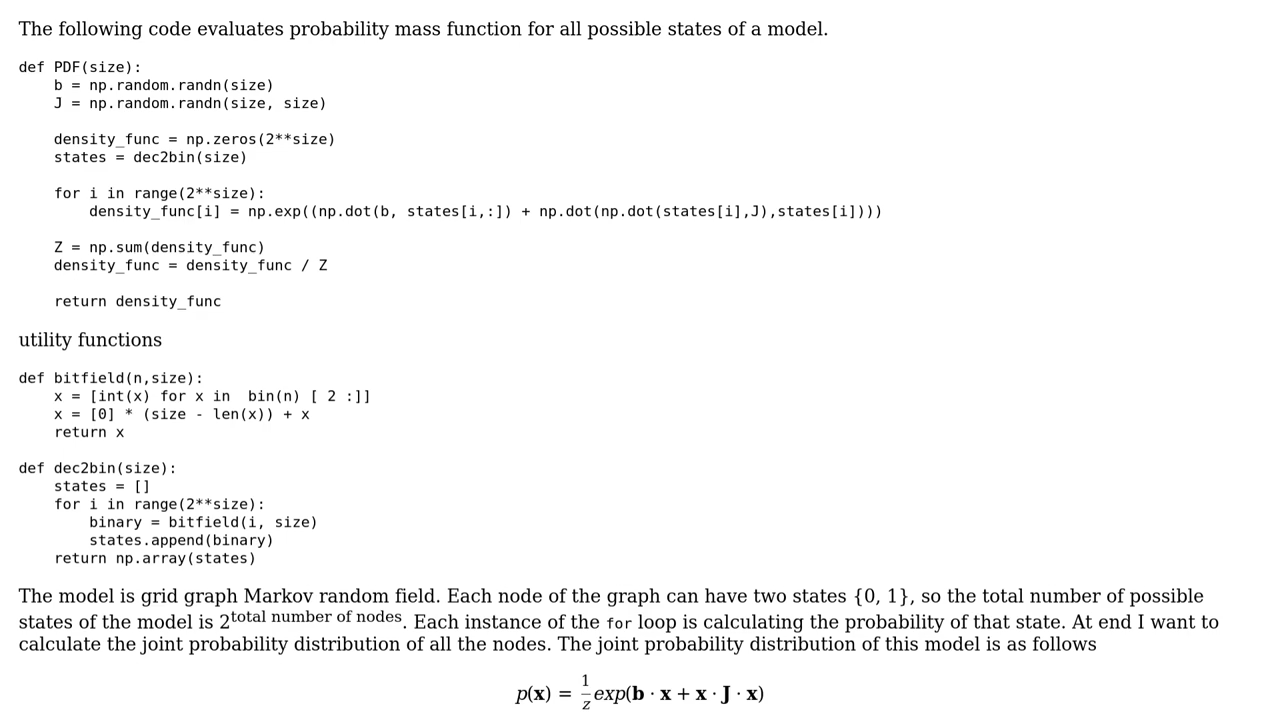 The following code evaluates probability mass function for all possible states of a model.
def PDF(size):
    b = np.random.randn(size)
    J = np.random.randn(size, size)
    density_func = np.zeros(2**size)
    states = dec2bin(size)
    for i in range(2**size):
        density_func[i] = np.exp((np.dot(b, states[i,:]) + np.dot(np.dot(states[i],J),states[i])))
    Z = np.sum(density_func)
    density_func = density_func / Z
    return density_func
utility functions
def bitfield(n,size):
    x = [int(x) for x in  bin(n) [ 2 :]]
    x = [0] * (size - len(x)) + x
    return x
def dec2bin(size):
    states = []
    for i in range(2**size):
        binary = bitfield(i, size)
        states.append(binary)
    return np.array(states)
The model is grid graph Markov random field. Each node of the graph can have two states {0, 1}, so the total number of possible
states of the model is 2^total number of nodes. Each instance of the for loop is calculating the probability of that state. At end I want to
calculate the joint probability distribution of all the nodes. The joint probability distribution of this model is as follows
p(x) = 1/z exp(b · x + x · J · x)